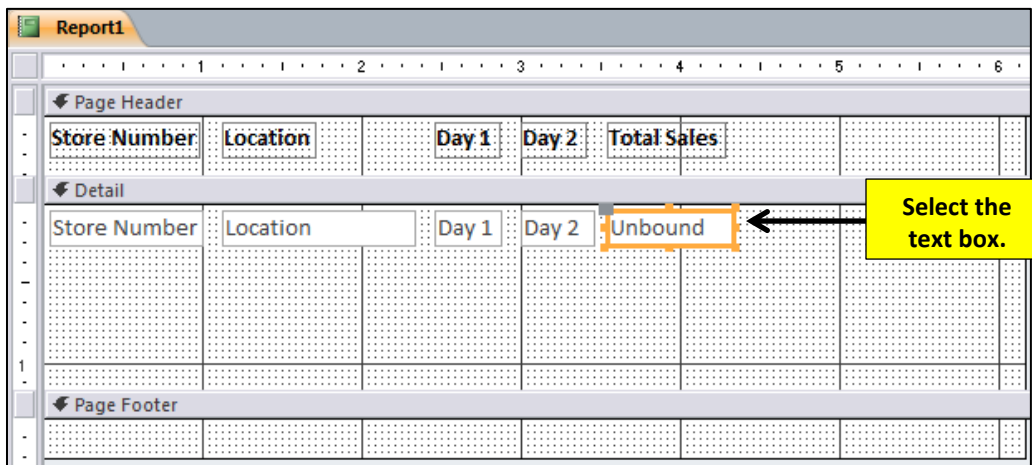 Report1
1 2 3 4 5 6
Page Header
Store Number Location Day 1 Day 2 Total Sales
Detail
Store Number Location Day 1 Day 2 Unbound
Select the
text box.
1
Page Footer